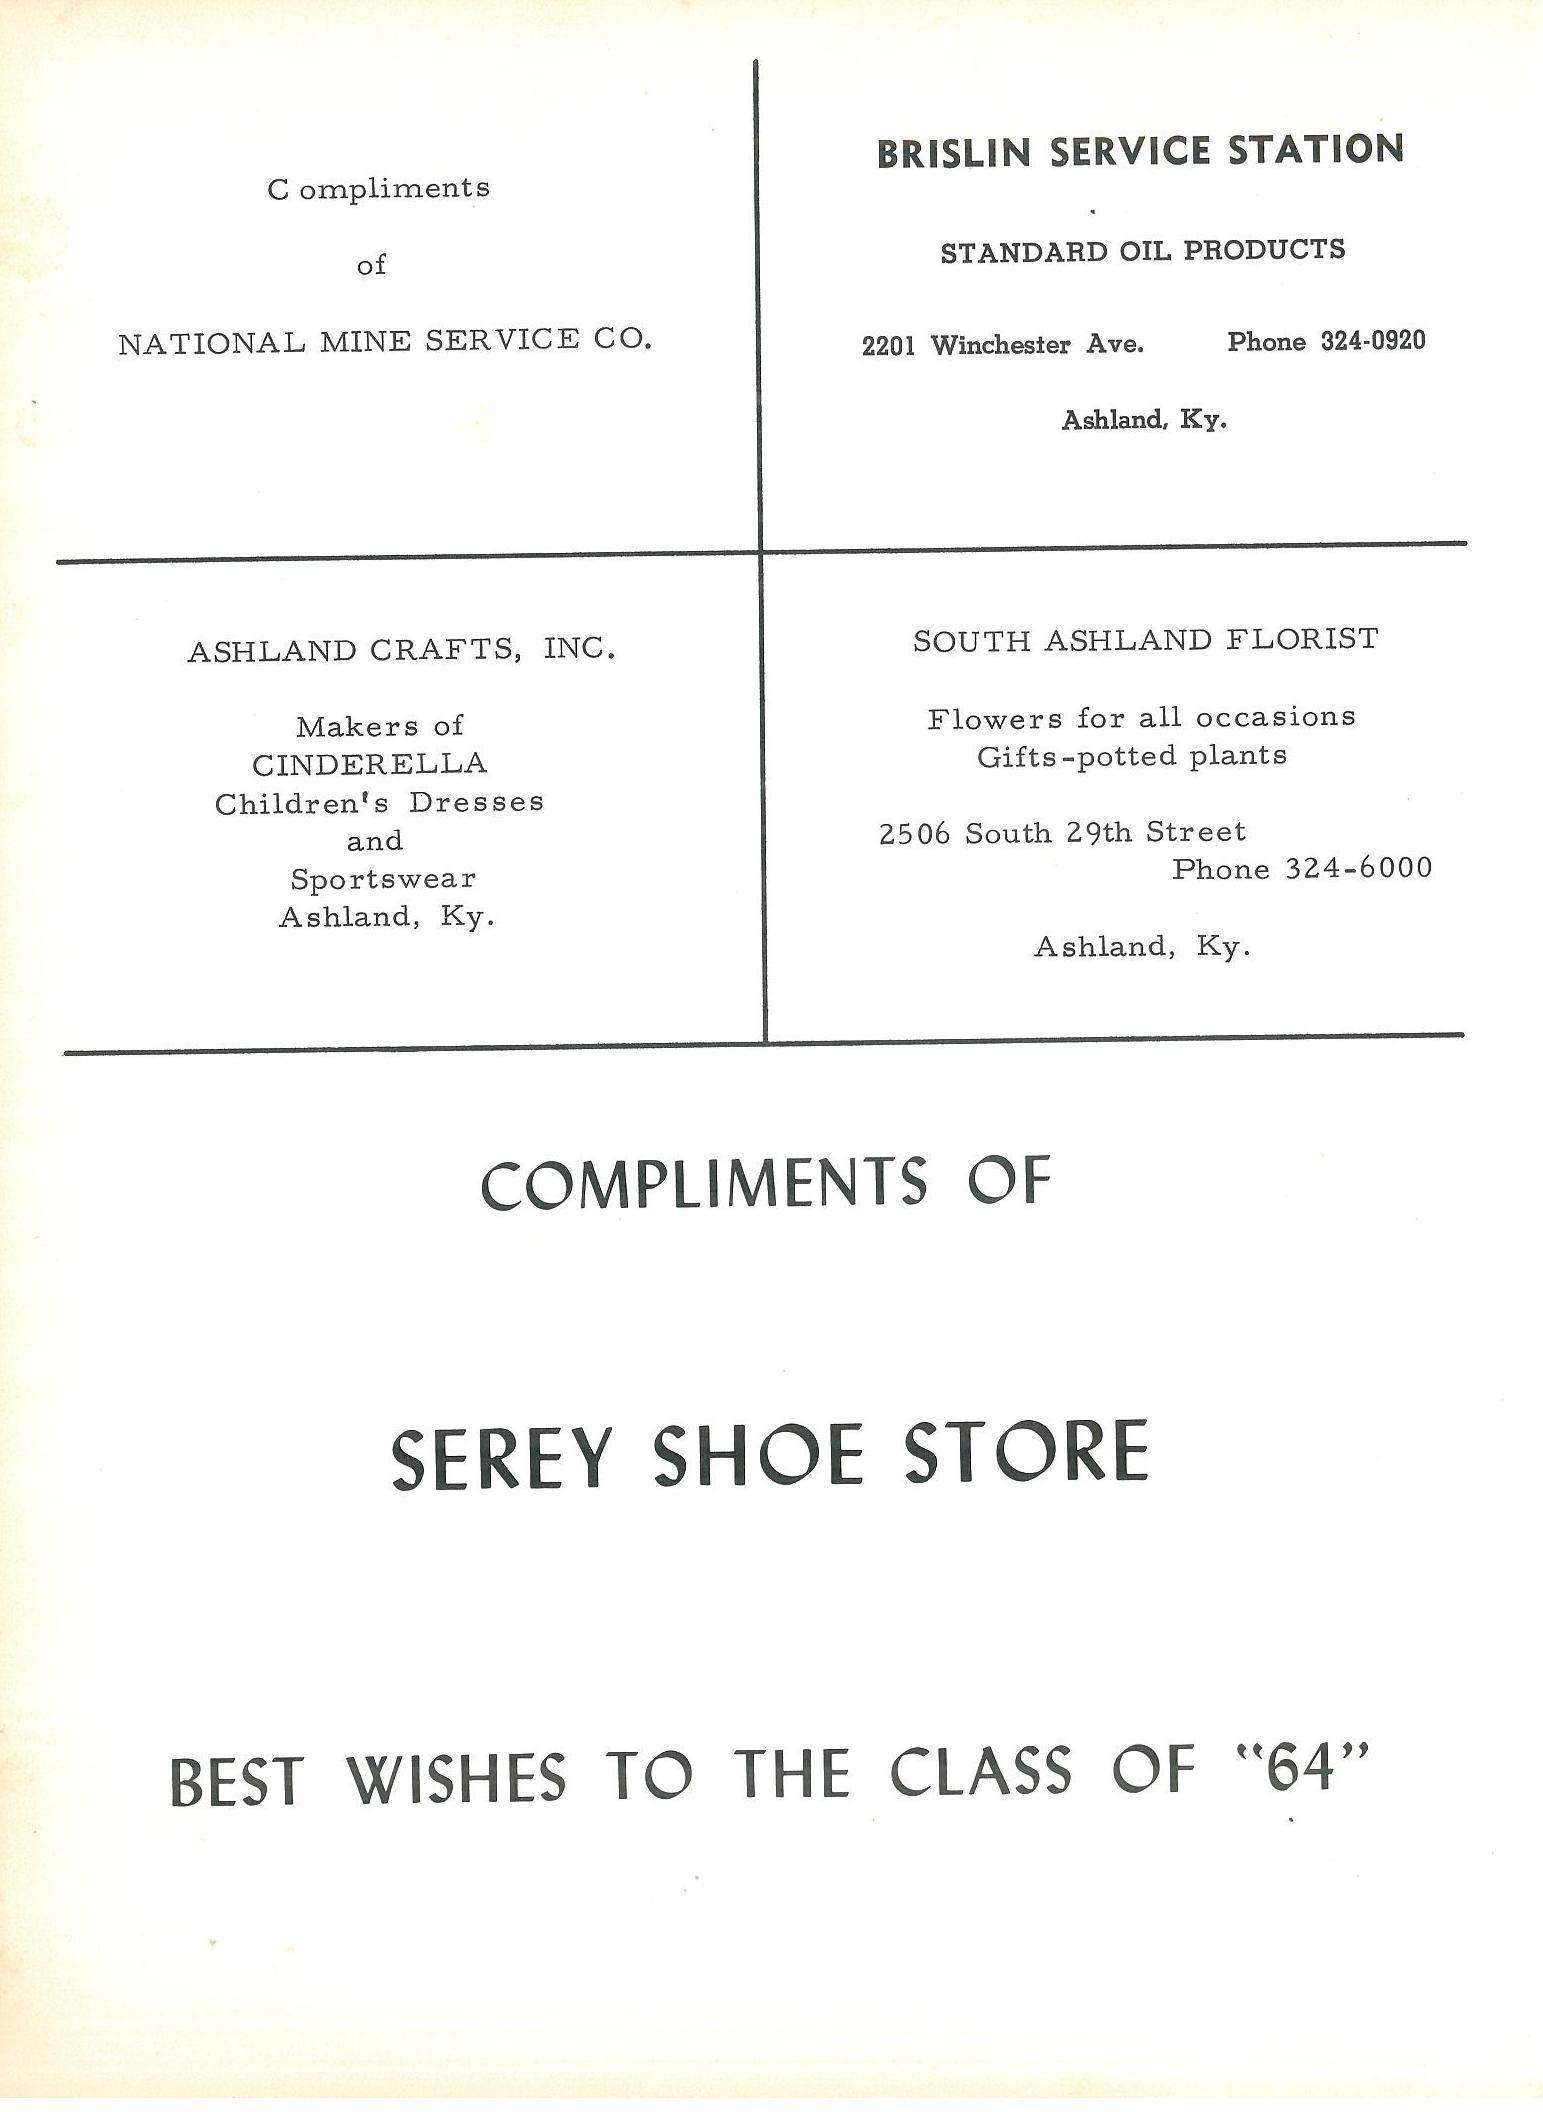 Compliments
of
NATIONAL MINE SERVICE CO.
BRISLIN SERVICE STATION
STANDARD OIL PRODUCTS
2201 Winchester Ave. Phone 324-0920
Ashland, Ky.
ASHLAND CRAFTS, INC.
Makers of
CINDERELLA
Children's Dresses
and
Sportswear
Ashland, Ky.
SOUTH ASHLAND FLORIST
Flowers for all occasions
Gifts-potted plants
2506 South 29th Street
Phone 324-6000
Ashland, Ky.
COMPLIMENTS OF
SEREY SHOE STORE
BEST WISHES TO THE CLASS OF “64”